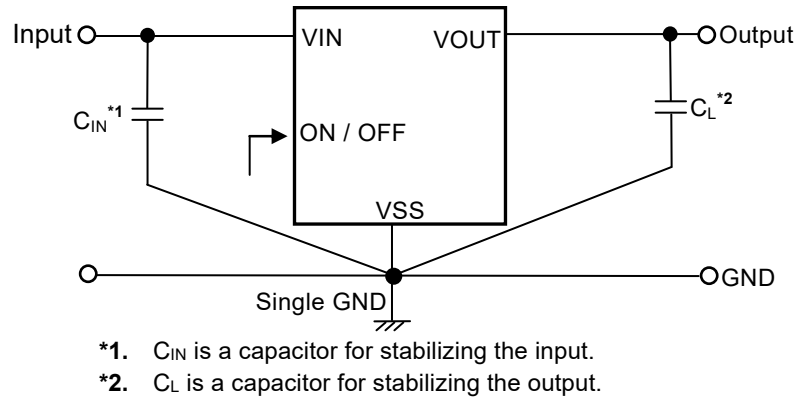 Input
VIN
VOUT
Output
CIN*1
CL*2
ON / OFF
VSS
Single GND
GND
*1. CIN is a capacitor for stabilizing the input.
*2. CL is a capacitor for stabilizing the output.